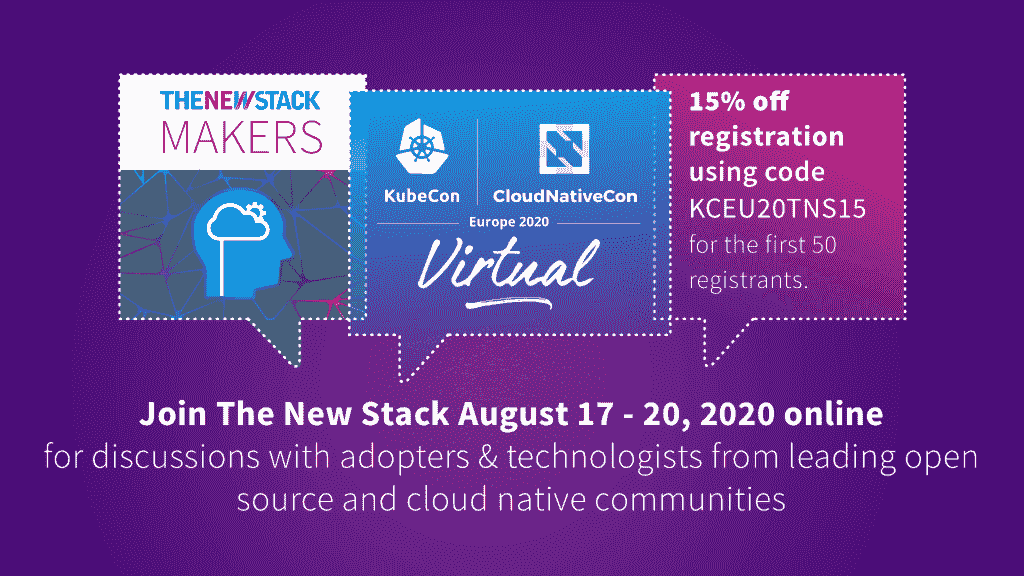 THENEWSTACK
MAKERS
KubeCon
CloudNativeCon
Europe 2020
Virtual
15% off
registration
using code
KCEU20TNS15
for the first 50
registrants.
Join The New Stack August 17 - 20, 2020 online
for discussions with adopters & technologists from leading open
source and cloud native communities